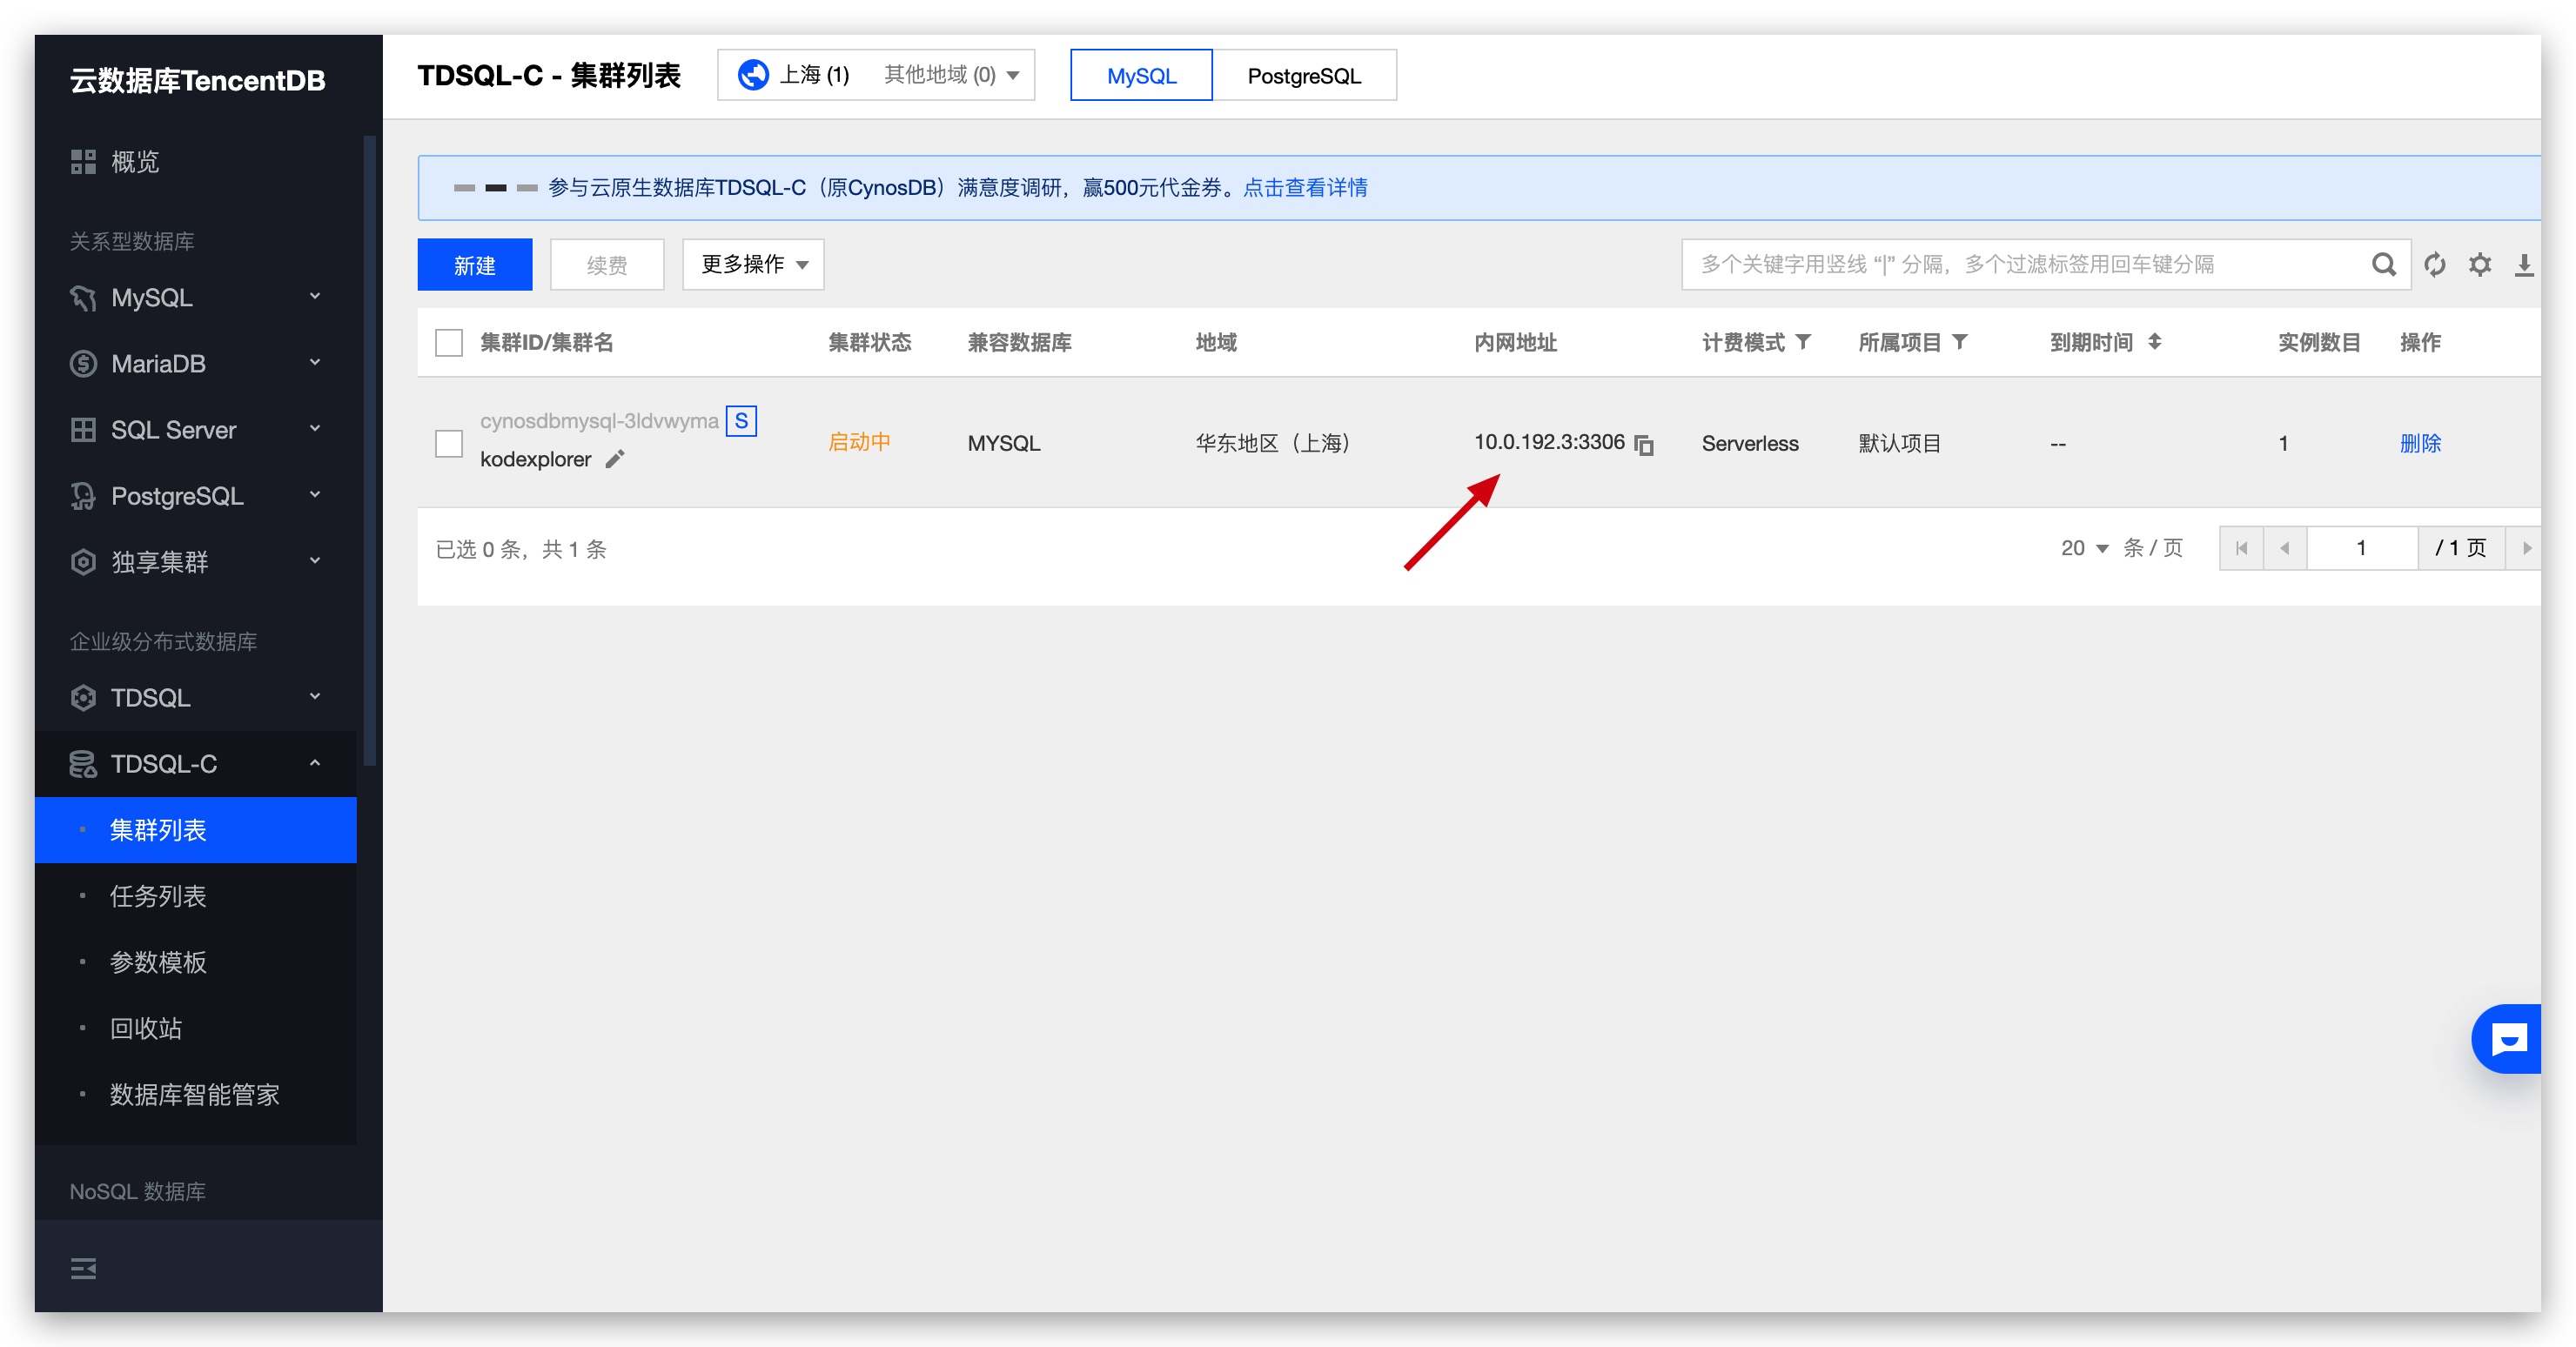 云数据库TencentDB
概览
关系型数据库
MySQL
MariaDB
SQL Server
PostgreSQL
独享集群
企业级分布式数据库
TDSQL
TDSQL-C
集群列表
任务列表
参数模板
回收站
数据库智能管家
NoSQL 数据库
TDSQL-C - 集群列表
上海 (1) 其他地域 (0)
MySQL PostgreSQL
参与云原生数据库TDSQL-C（原CynosDB）满意度调研，赢500元代金券。点击查看详情
新建 续费 更多操作 多个关键字用竖线 “|” 分隔，多个过滤标签用回车键分隔
集群ID/集群名 集群状态 兼容数据库 地域 内网地址 计费模式 所属项目 到期时间 实例数目 操作
cynosdbmysql-3ldvwyma S
kodexplorer 启动中 MYSQL 华东地区（上海） 10.0.192.3:3306 Serverless 默认项目 -- 1 删除
已选 0 条，共 1 条 20 条 / 页 1 / 1 页